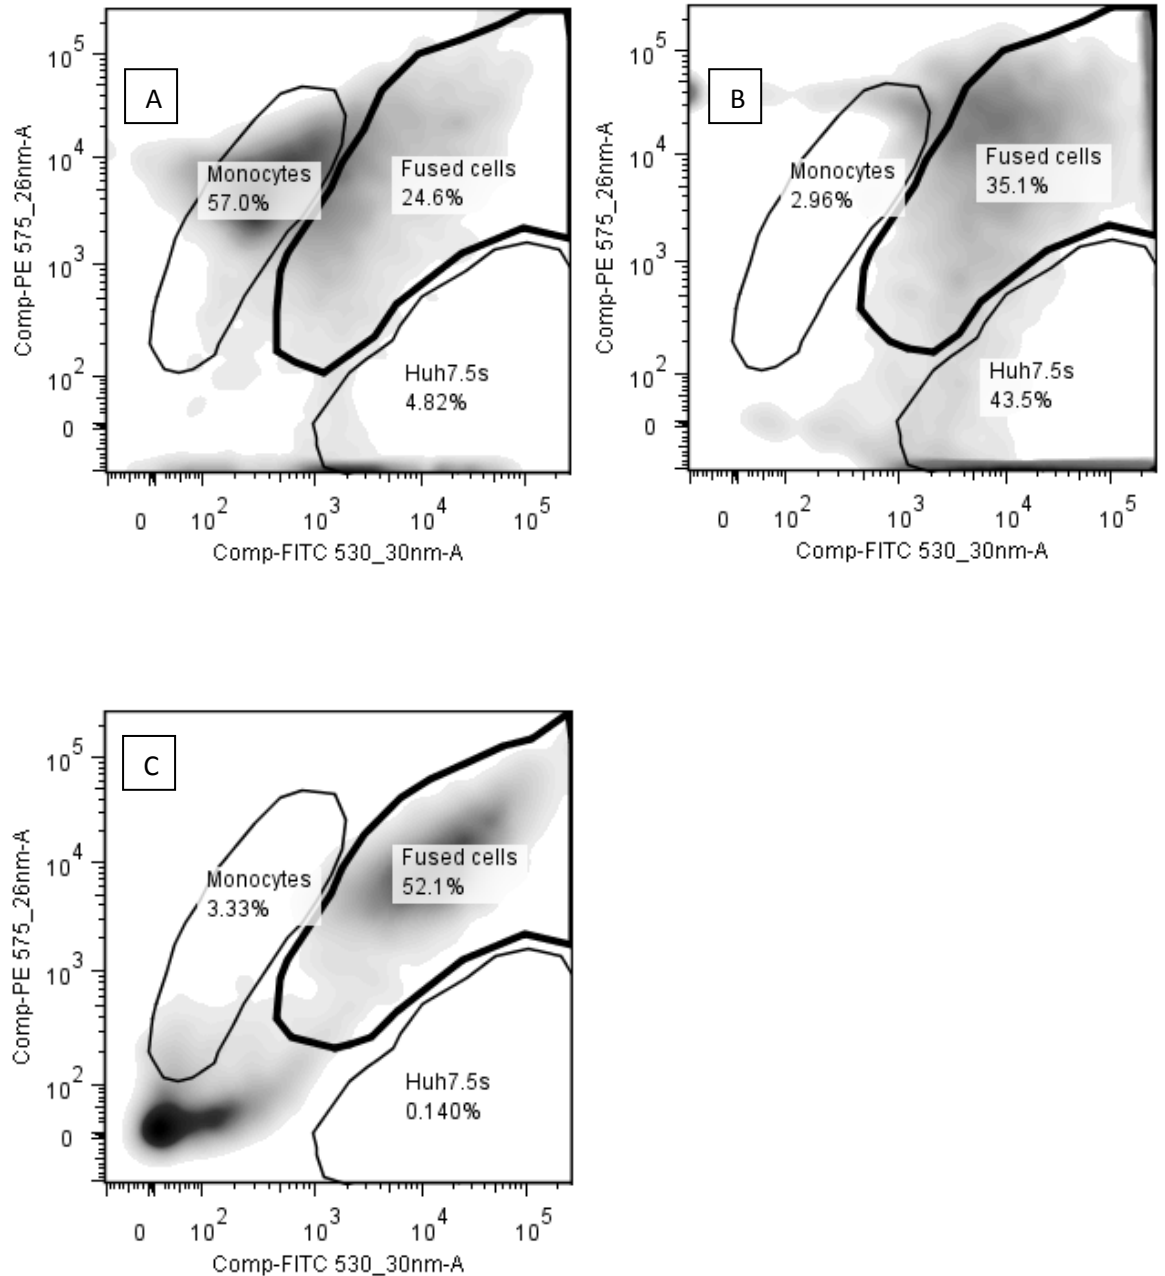 A
10^5
10^4
10^3
10^2
0
Comp-PE 575_26nm-A
Monocytes
57.0%
Fused cells
24.6%
Huh7.5s
4.82%
0 10^2 10^3 10^4 10^5
Comp-FITC 530_30nm-A
B
10^5
10^4
10^3
10^2
0
Comp-PE 575_26nm-A
Monocytes
2.96%
Fused cells
35.1%
Huh7.5s
43.5%
0 10^2 10^3 10^4 10^5
Comp-FITC 530_30nm-A
C
10^5
10^4
10^3
10^2
0
Comp-PE 575_26nm-A
Monocytes
3.33%
Fused cells
52.1%
Huh7.5s
0.140%
0 10^2 10^3 10^4 10^5
Comp-FITC 530_30nm-A